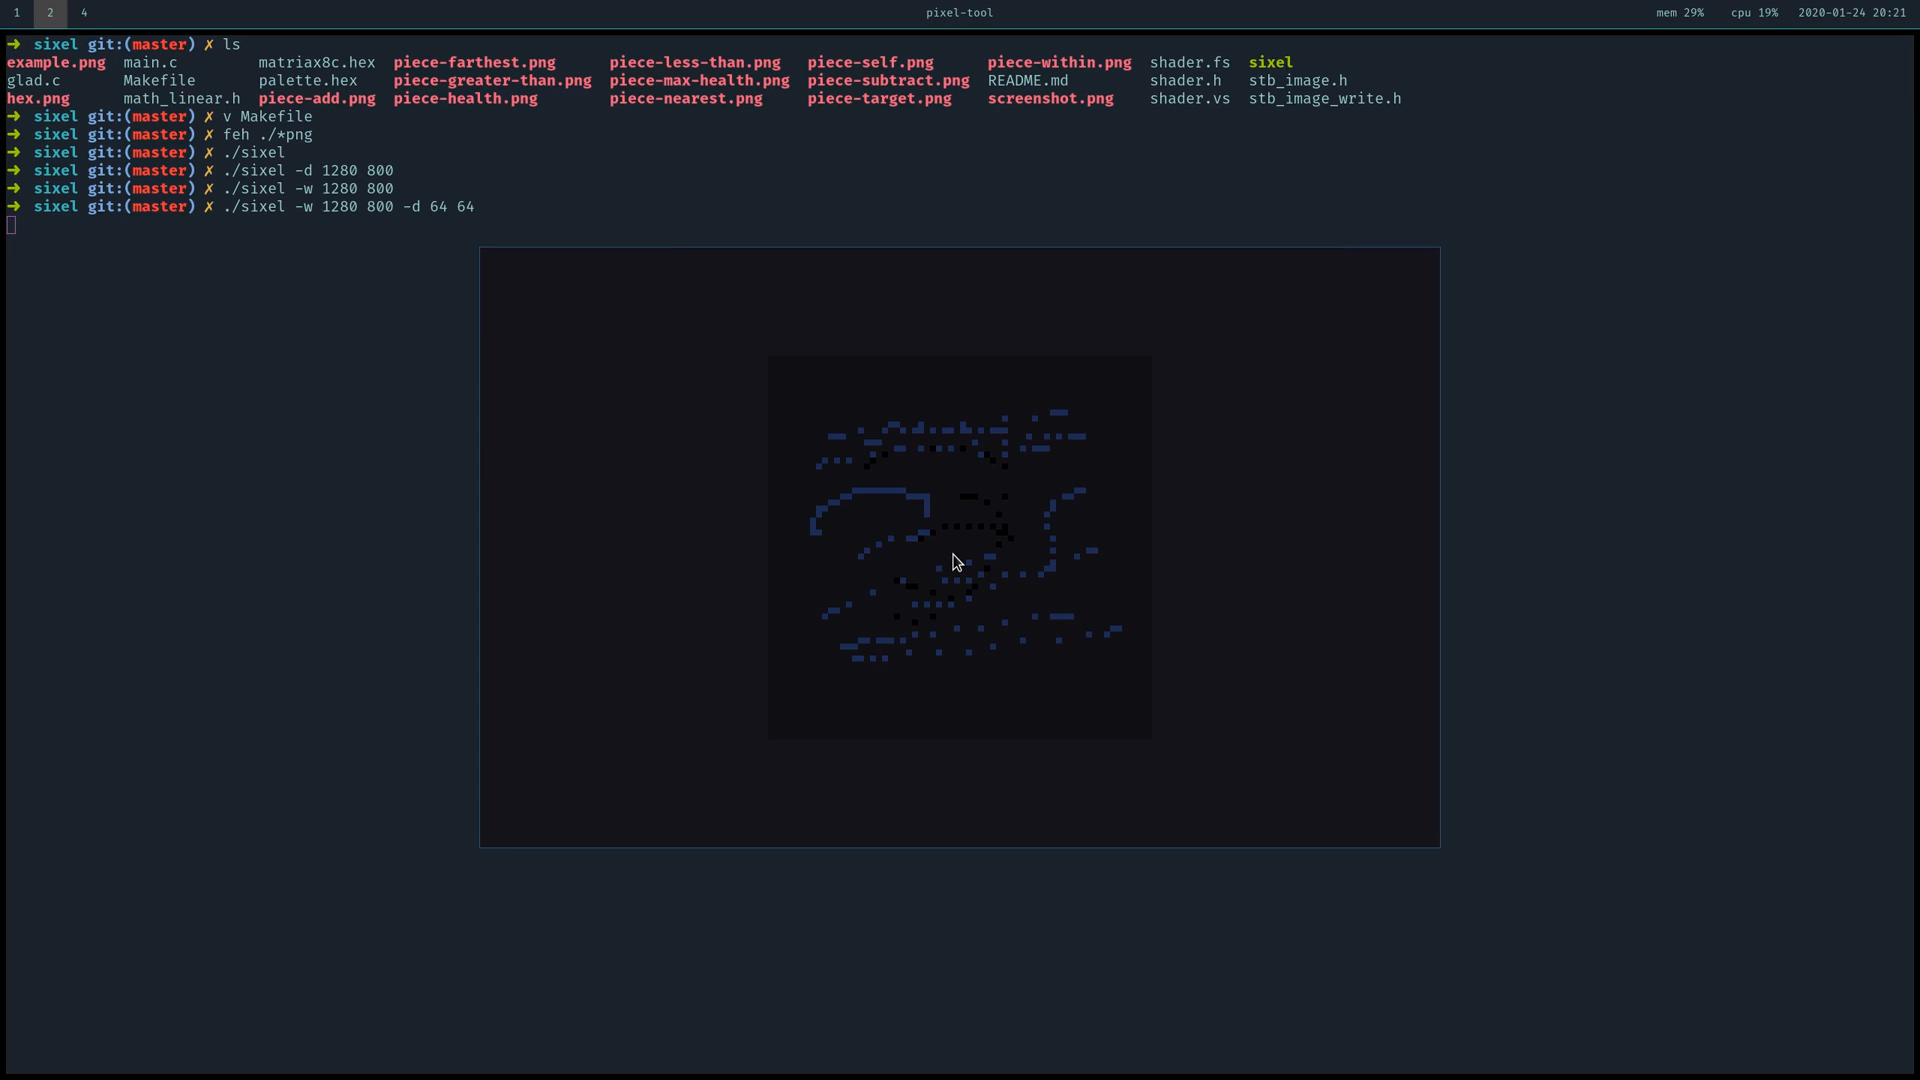 1 2 4 pixel-tool mem 29% cpu 19% 2020-01-24 20:21
➜ sixel git:(master) ✗ ls
example.png main.c matriax8c.hex piece-farthest.png piece-less-than.png piece-self.png piece-within.png shader.fs sixel
glad.c Makefile palette.hex piece-greater-than.png piece-max-health.png piece-subtract.png README.md shader.h stb_image.h
hex.png math_linear.h piece-add.png piece-health.png piece-nearest.png piece-target.png screenshot.png shader.vs stb_image_write.h
➜ sixel git:(master) ✗ v Makefile
➜ sixel git:(master) ✗ feh ./*png
➜ sixel git:(master) ✗ ./sixel
➜ sixel git:(master) ✗ ./sixel -d 1280 800
➜ sixel git:(master) ✗ ./sixel -w 1280 800
➜ sixel git:(master) ✗ ./sixel -w 1280 800 -d 64 64